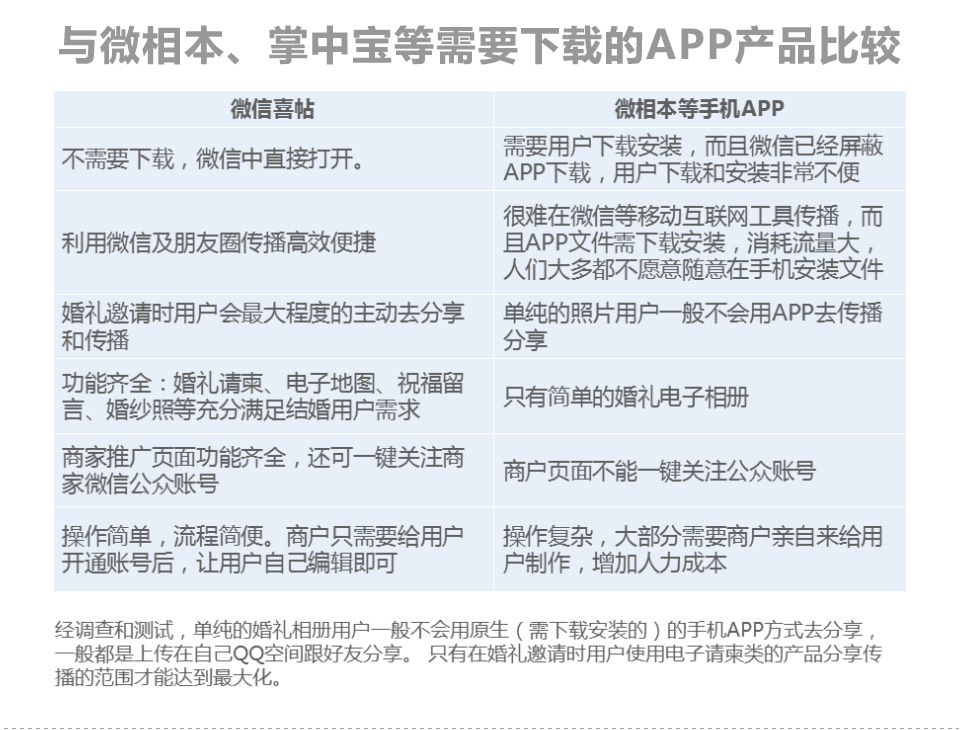 与微相本、掌中宝等需要下载的APP产品比较
微信喜帖
微相本等手机APP
不需要下载，微信中直接打开。
需要用户下载安装，而且微信已经屏蔽
APP下载，用户下载和安装非常不便
利用微信及朋友圈传播高效便捷
很难在微信等移动互联网工具传播，而
且APP文件需下载安装，消耗流量大，
人们大多都不愿意随意在手机安装文件
婚礼邀请时用户会最大程度的主动去分享
和传播
单纯的照片用户一般不会用APP去传播
分享
功能齐全：婚礼请柬、电子地图、祝福留
言、婚纱照等充分满足结婚用户需求
只有简单的婚礼电子相册
商家推广页面功能齐全，还可一键关注商
家微信公众账号
商户页面不能一键关注公众账号
操作简单，流程简便。商户只需要给用户
开通账号后，让用户自己编辑即可
操作复杂，大部分需要商户亲自来给用
户制作，增加人力成本
经调查和测试，单纯的婚礼相册用户一般不会用原生（需下载安装的）的手机APP方式去分享，
一般都是上传在自己QQ空间跟好友分享。 只有在婚礼邀请时用户使用电子请柬类的产品分享传
播的范围才能达到最大化。